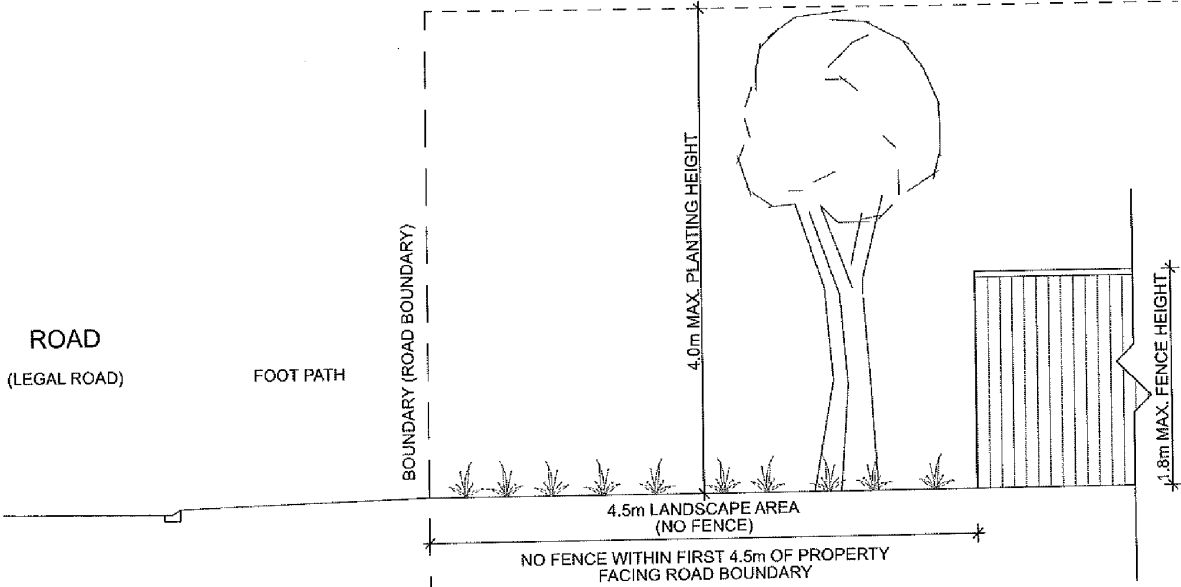 ROAD
(LEGAL ROAD)
FOOT PATH
BOUNDARY (ROAD BOUNDARY)
4.0m MAX. PLANTING HEIGHT
1.8m MAX. FENCE HEIGHT
4.5m LANDSCAPE AREA
(NO FENCE)
NO FENCE WITHIN FIRST 4.5m OF PROPERTY
FACING ROAD BOUNDARY